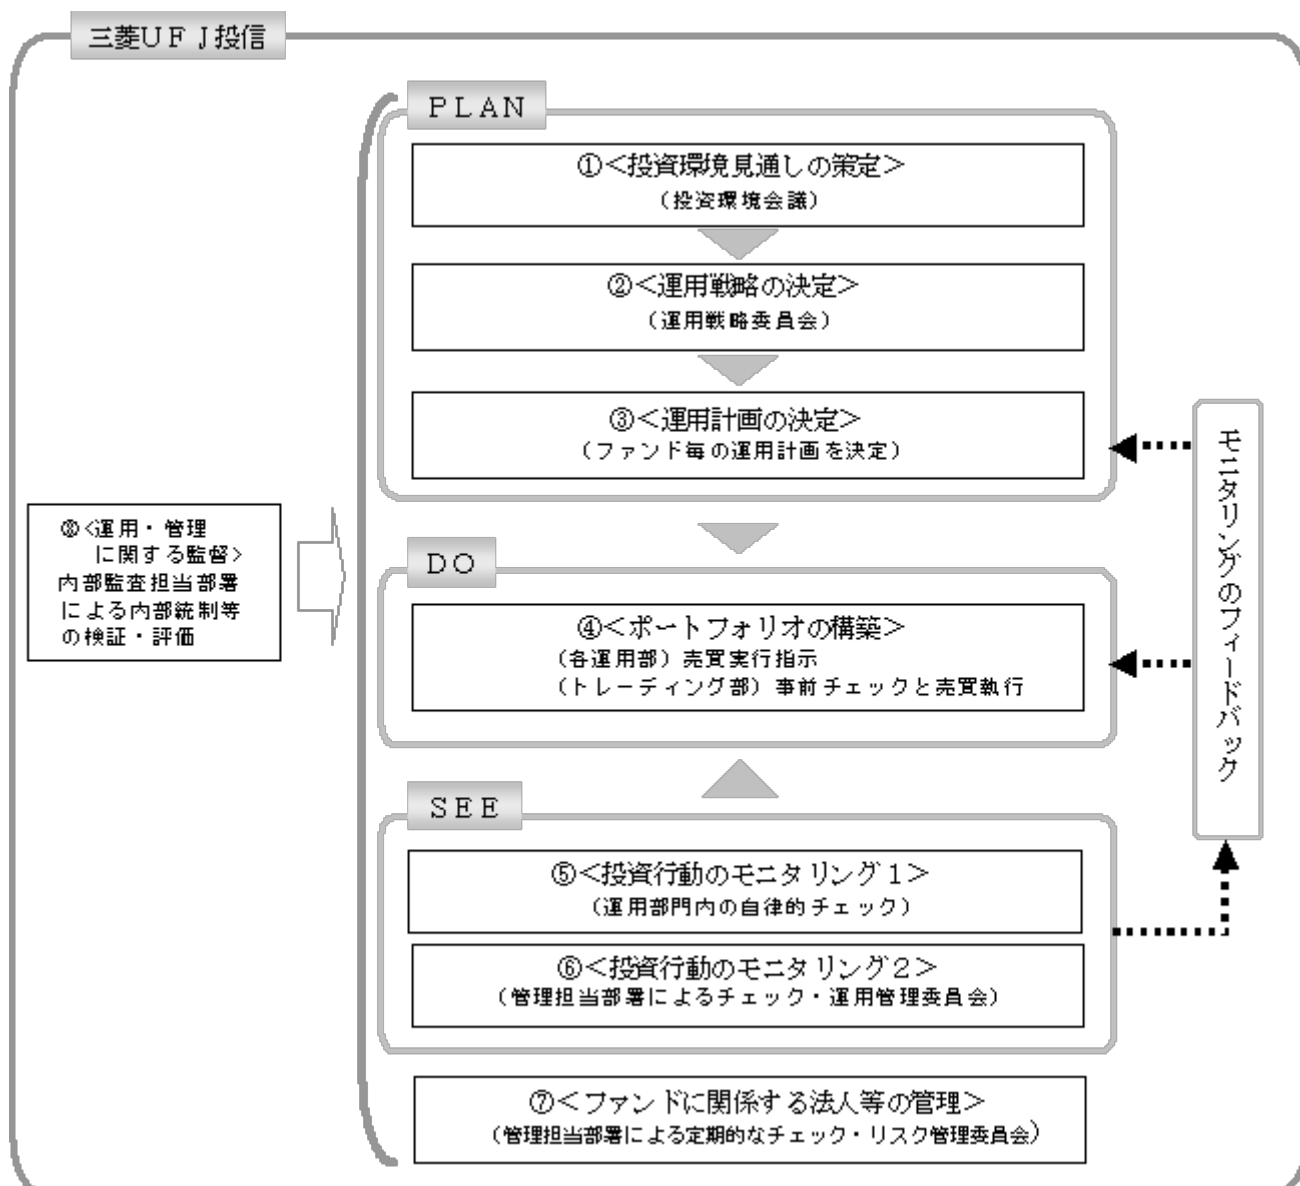 三菱ＵＦＪ投信
ＰＬＡＮ
①＜投資環境見通しの策定＞
（投資環境会議）
②＜運用戦略の決定＞
（運用戦略委員会）
③＜運用計画の決定＞
（ファンド毎の運用計画を決定）
⑧<運用・管理
に関する監督>
内部監査担当部署
による内部統制等
の検証・評価
ＤＯ
④＜ポートフォリオの構築＞
（各運用部）売買実行指示
（トレーディング部）事前チェックと売買執行
モニタリングのフィードバック
ＳＥＥ
⑤＜投資行動のモニタリング１＞
（運用部門内の自律的チェック）
⑥＜投資行動のモニタリング２＞
（管理担当部署によるチェック・運用管理委員会）
⑦＜ファンドに関係する法人等の管理＞
（管理担当部署による定期的なチェック・リスク管理委員会）